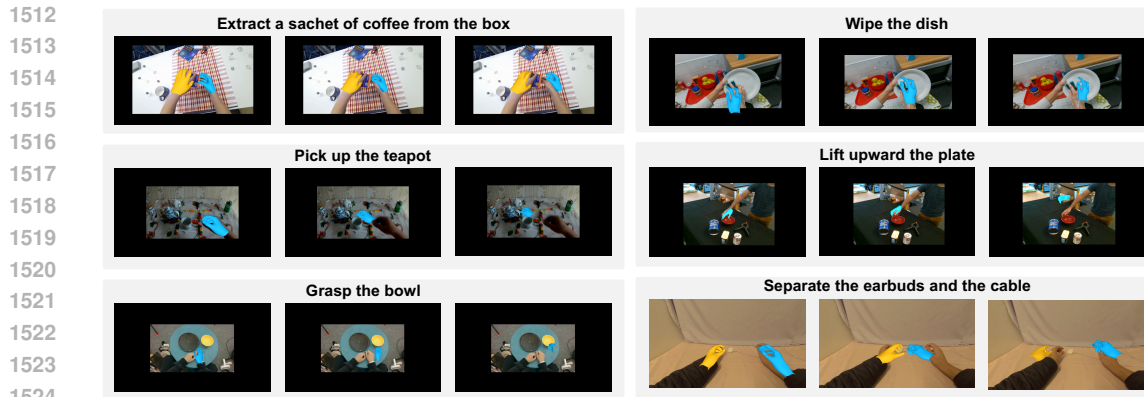 1512
1513
1514
1515
1516
1517
1518
1519
1520
1521
1522
1523
1524
Extract a sachet of coffee from the box
Wipe the dish
Pick up the teapot
Lift upward the plate
Grasp the bowl
Separate the earbuds and the cable